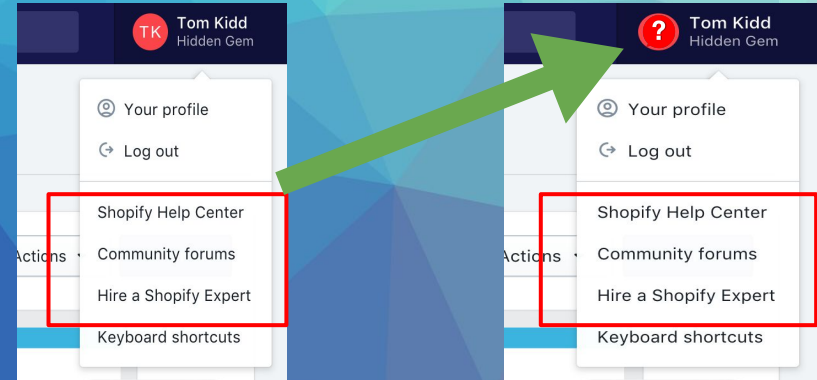 TK
Tom Kidd
Hidden Gem
Your profile
Log out
Shopify Help Center
Actions
Community forums
Hire a Shopify Expert
Keyboard shortcuts
?
Tom Kidd
Hidden Gem
Your profile
Log out
Shopify Help Center
Actions
Community forums
Hire a Shopify Expert
Keyboard shortcuts